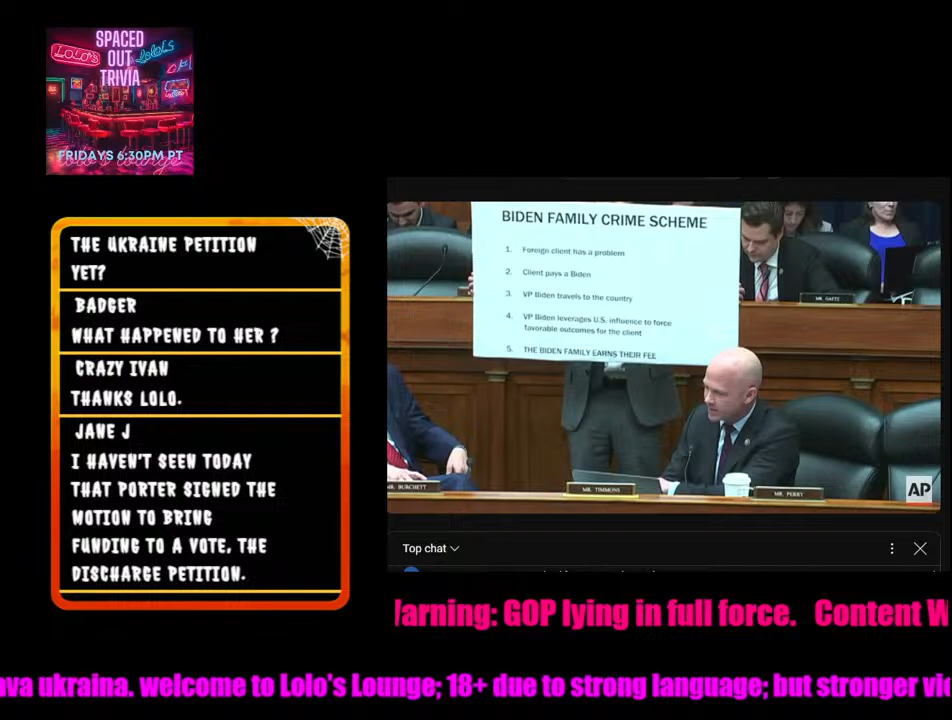 SPACED
OUT
TRIVIA
LOLO'S
LOLO'S
FRIDAYS 6:30PM PT
lolo's lounge
THE UKRAINE PETITION
YET?
BADGER
WHAT HAPPENED TO HER ?
CRAZY IVAN
THANKS LOLO.
JANE J
I HAVEN'T SEEN TODAY
THAT PORTER SIGNED THE
MOTION TO BRING
FUNDING TO A VOTE. THE
DISCHARGE PETITION.
BIDEN FAMILY CRIME SCHEME
1. Foreign client has a problem
2. Client pays a Biden
3. VP Biden travels to the country
4. VP Biden leverages U.S. influence to force
favorable outcomes for the client
5. THE BIDEN FAMILY EARNS THEIR FEE
MR. GAETZ
MR. BURCHETT
MR. TIMMONS
MR. PERRY
AP
Top chat
arning: GOP lying in full force. Content W
ava ukraina. welcome to Lolo's Lounge; 18+ due to strong language; but stronger vi